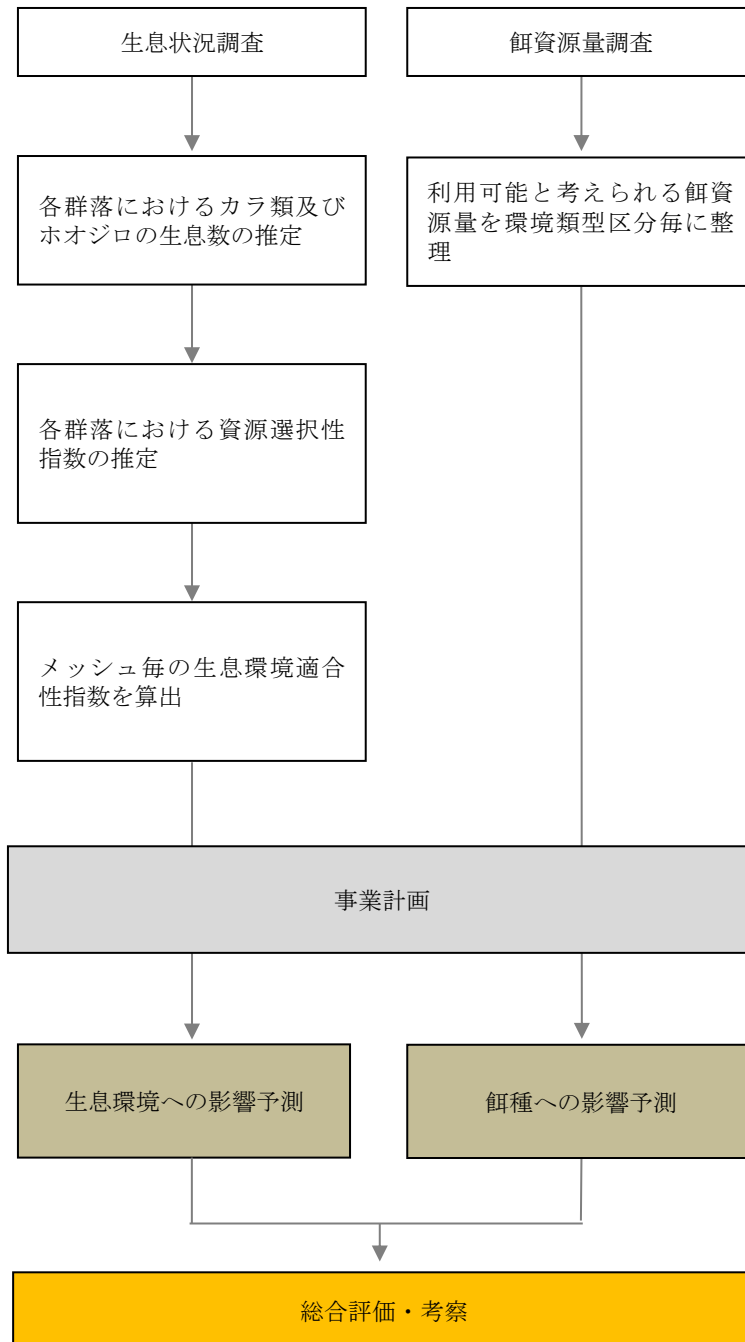 生息状況調査
餌資源量調査
各群落におけるカラ類及び
ホオジロの生息数の推定
利用可能と考えられる餌資
源量を環境類型区分毎に整
理
各群落における資源選択性
指数の推定
メッシュ毎の生息環境適合
性指数を算出
事業計画
生息環境への影響予測
餌種への影響予測
総合評価・考察